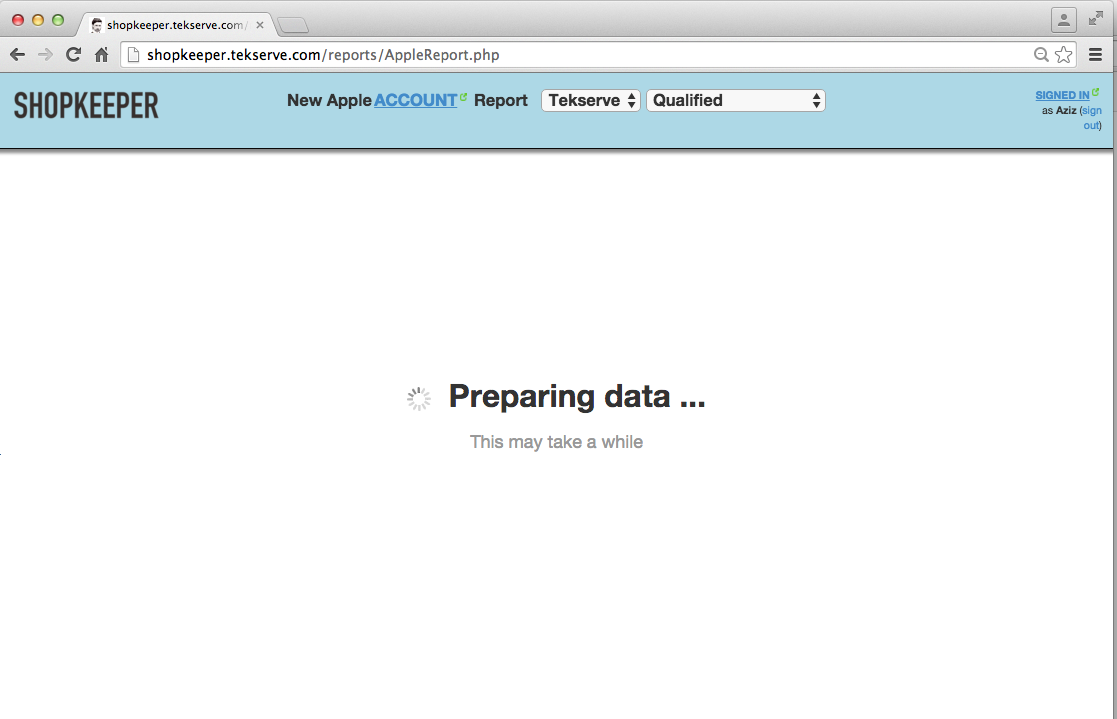 shopkeeper.tekserve.com/
shopkeeper.tekserve.com/reports/AppleReport.php
SHOPKEEPER
New Apple ACCOUNT Report Tekserve Qualified
SIGNED IN
as Aziz (sign
out)
Preparing data ...
This may take a while